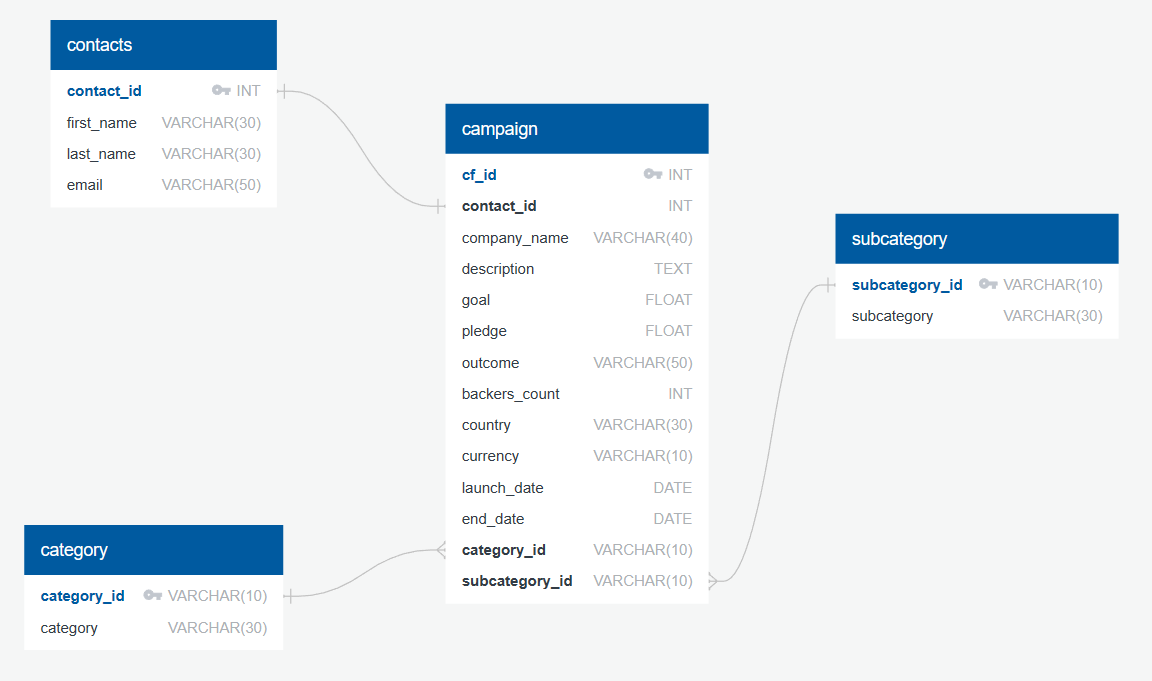 contacts
contact_id INT
first_name VARCHAR(30)
last_name VARCHAR(30)
email VARCHAR(50)
campaign
cf_id INT
contact_id INT
company_name VARCHAR(40)
description TEXT
goal FLOAT
pledge FLOAT
outcome VARCHAR(50)
backers_count INT
country VARCHAR(30)
currency VARCHAR(10)
launch_date DATE
end_date DATE
category_id VARCHAR(10)
subcategory_id VARCHAR(10)
subcategory
subcategory_id VARCHAR(10)
subcategory VARCHAR(30)
category
category_id VARCHAR(10)
category VARCHAR(30)